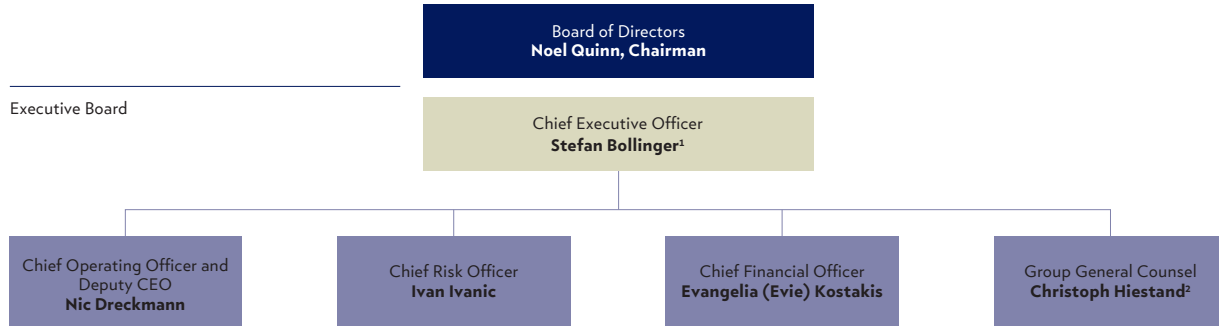 Board of Directors
Noel Quinn, Chairman
Executive Board
Chief Executive Officer
Stefan Bollinger¹
Chief Operating Officer and
Deputy CEO
Nic Dreckmann
Chief Risk Officer
Ivan Ivanic
Chief Financial Officer
Evangelia (Evie) Kostakis
Group General Counsel
Christoph Hiestand²